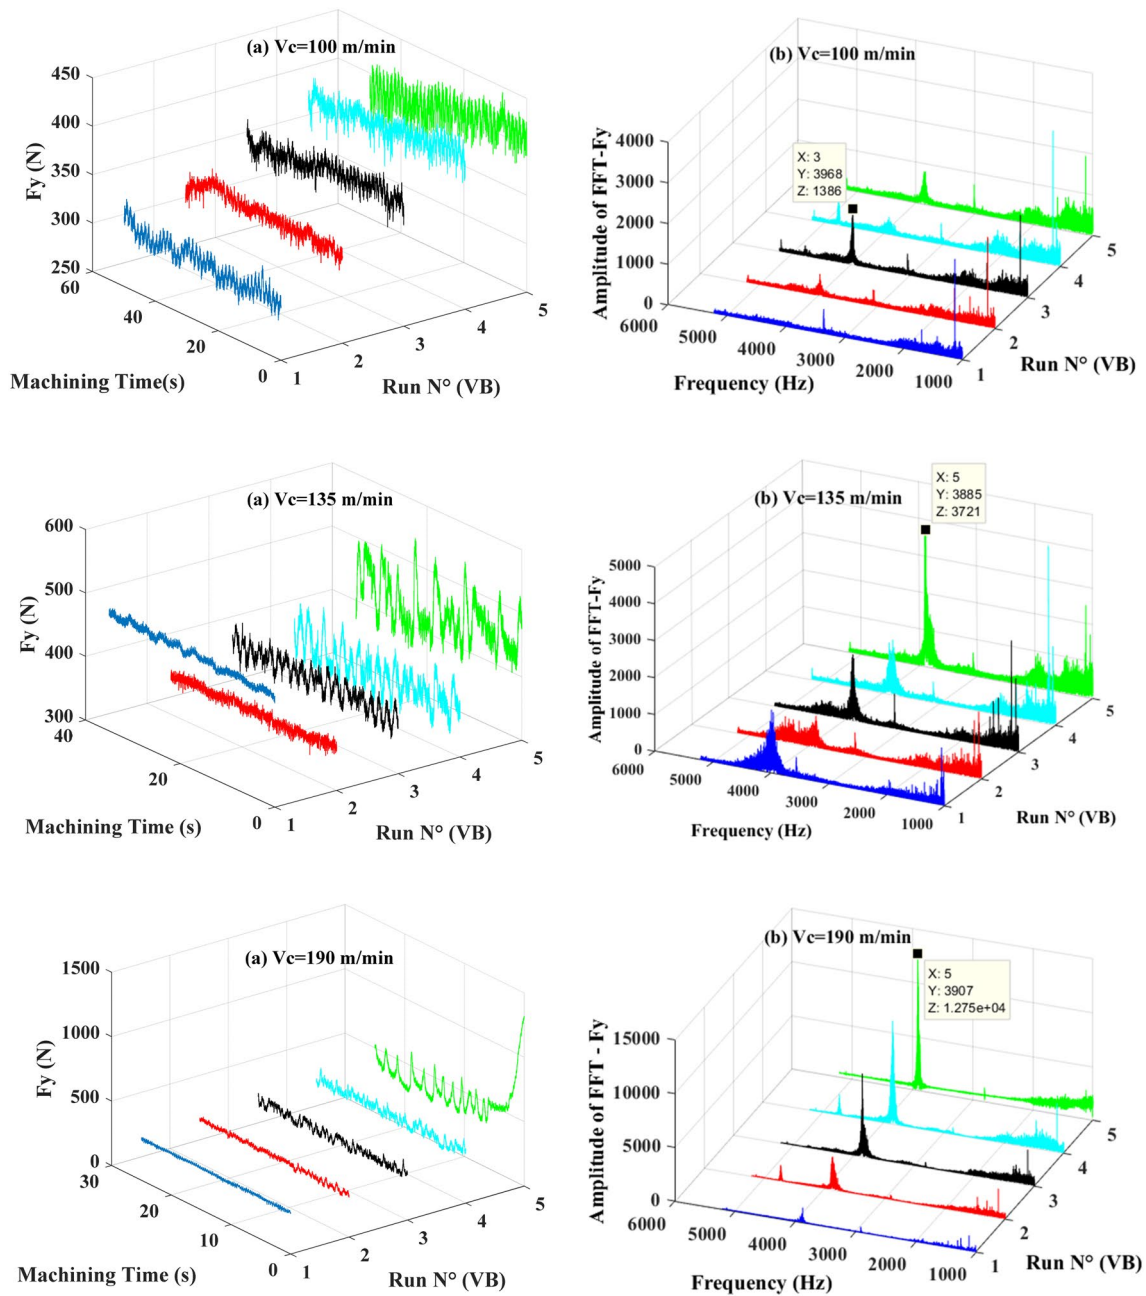 (a) Vc=100 m/min
450
400
350
300
250
Fy (N)
60
40
20
0
Machining Time(s)
1
2
3
4
5
Run N° (VB)
(b) Vc=100 m/min
X: 3
Y: 3968
Z: 1386
4000
3000
2000
1000
0
Amplitude of FFT-Fy
6000
5000
4000
3000
2000
1000
Frequency (Hz)
1
2
3
4
5
Run N° (VB)
(a) Vc=135 m/min
600
500
400
300
Fy (N)
40
20
0
Machining Time (s)
1
2
3
4
5
Run N° (VB)
X: 5
Y: 3885
Z: 3721
(b) Vc=135 m/min
5000
4000
3000
2000
1000
0
Amplitude of FFT-Fy
6000
5000
4000
3000
2000
1000
Frequency (Hz)
1
2
3
4
5
Run N° (VB)
(a) Vc=190 m/min
1500
1000
500
0
Fy (N)
30
20
10
0
Machining Time (s)
1
2
3
4
5
Run N° (VB)
(b) Vc=190 m/min
X: 5
Y: 3907
Z: 1.275e+04
15000
10000
5000
0
Amplitude of FFT - Fy
6000
5000
4000
3000
2000
1000
Frequency (Hz)
1
2
3
4
5
Run N° (VB)